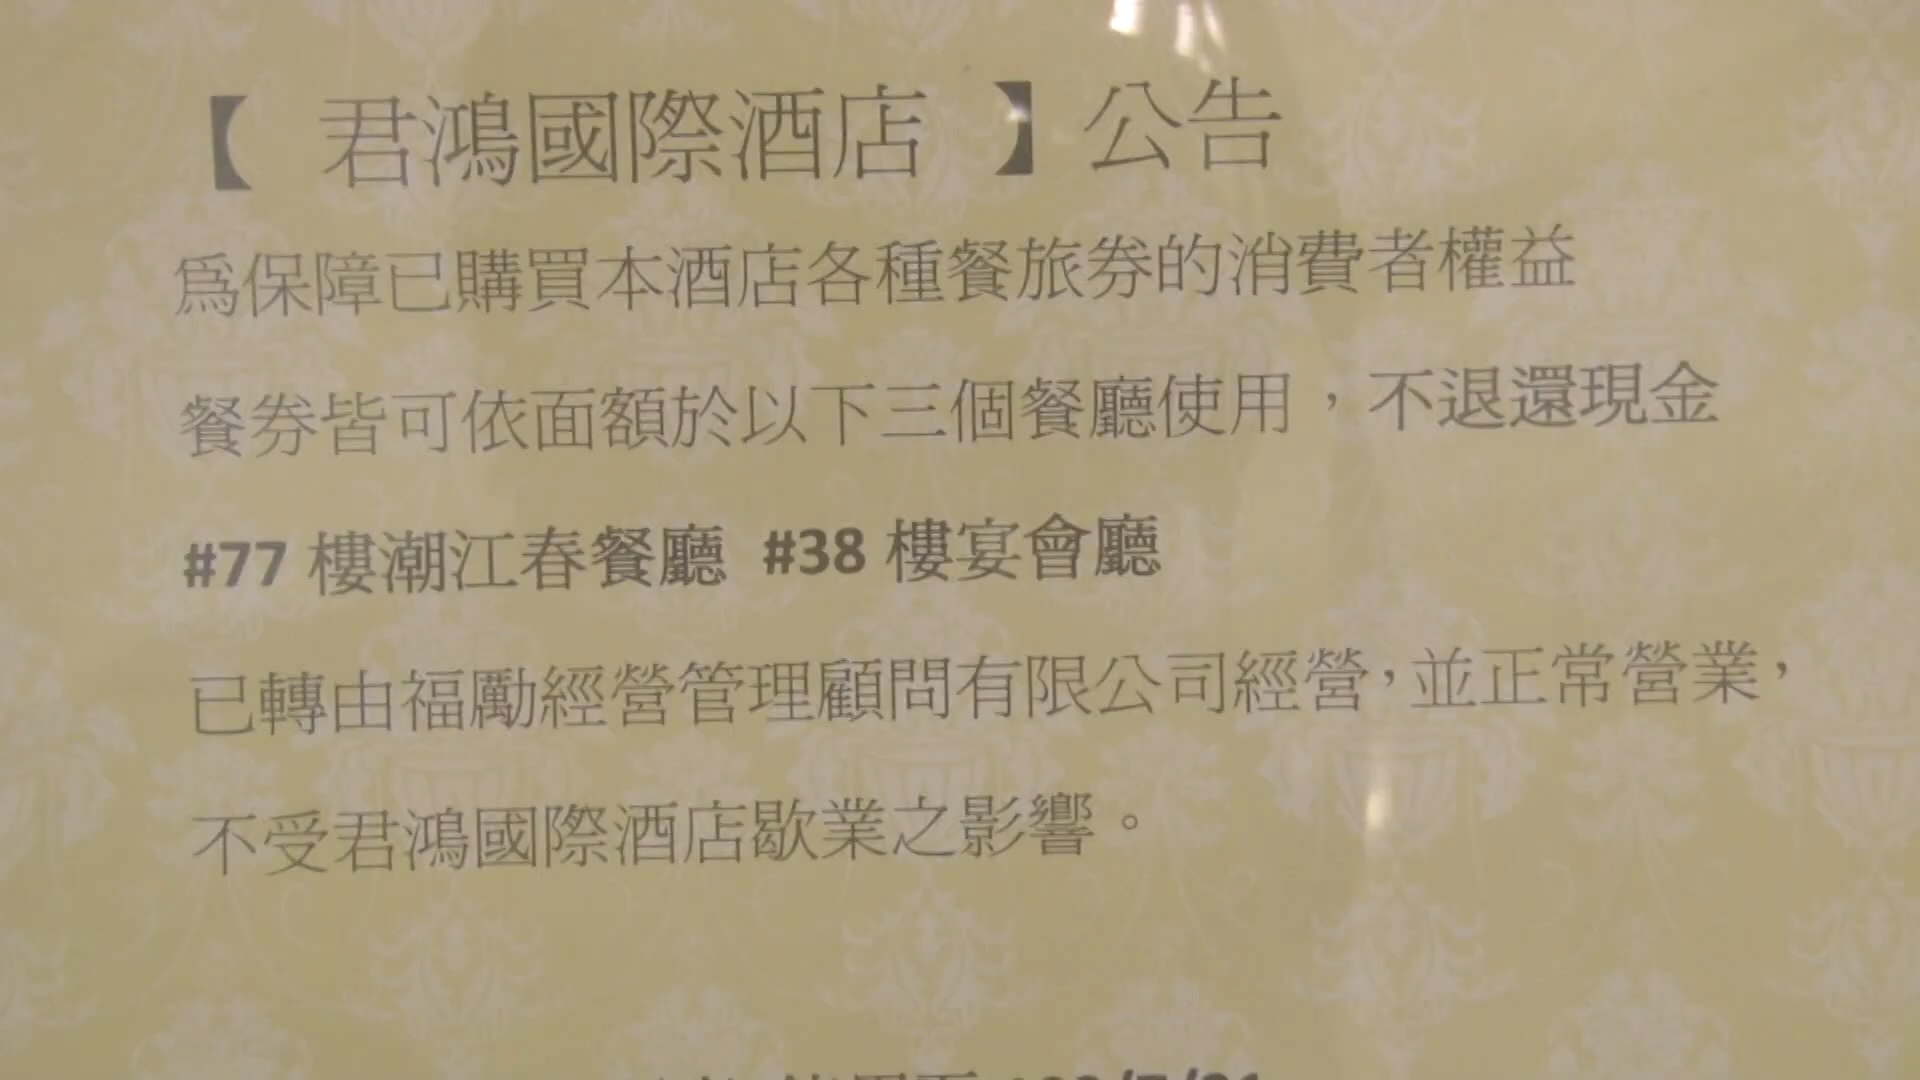 【 君鴻國際酒店 】公告
爲保障已購買本酒店各種餐旅券的消費者權益
餐券皆可依面額於以下三個餐廳使用，不退還現金
#77 樓潮江春餐廳 #38 樓宴會廳
已轉由福勵經營管理顧問有限公司經營，並正常營業，
不受君鴻國際酒店歇業之影響。